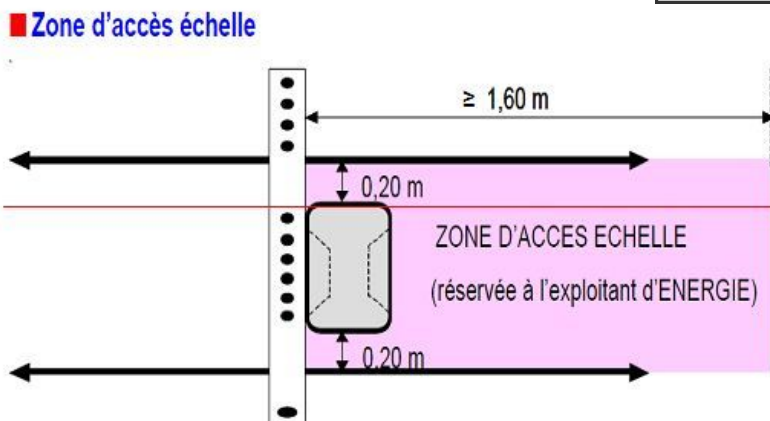 Zone d'accès échelle
≥ 1,60 m
0,20 m
ZONE D'ACCES ECHELLE
(réservée à l'exploitant d'ENERGIE)
0,20 m